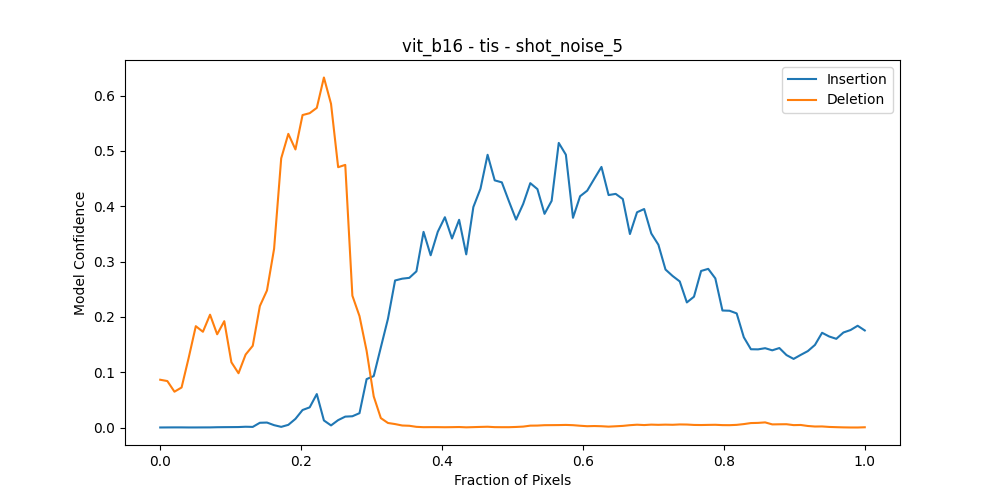 vit_b16 - tis - shot_noise_5
Insertion
Deletion
Model Confidence
0.6
0.5
0.4
0.3
0.2
0.1
0.0
0.0 0.2 0.4 0.6 0.8 1.0
Fraction of Pixels